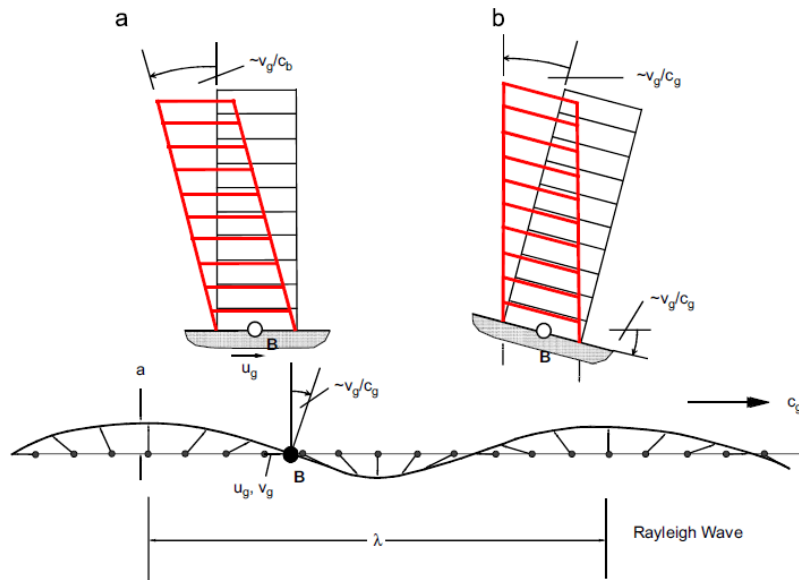 a
b
~vg/cb
~vg/cg
~vg/cg
B
ug
B
a
~vg/cg
cg
B
ug, vg
λ
Rayleigh Wave